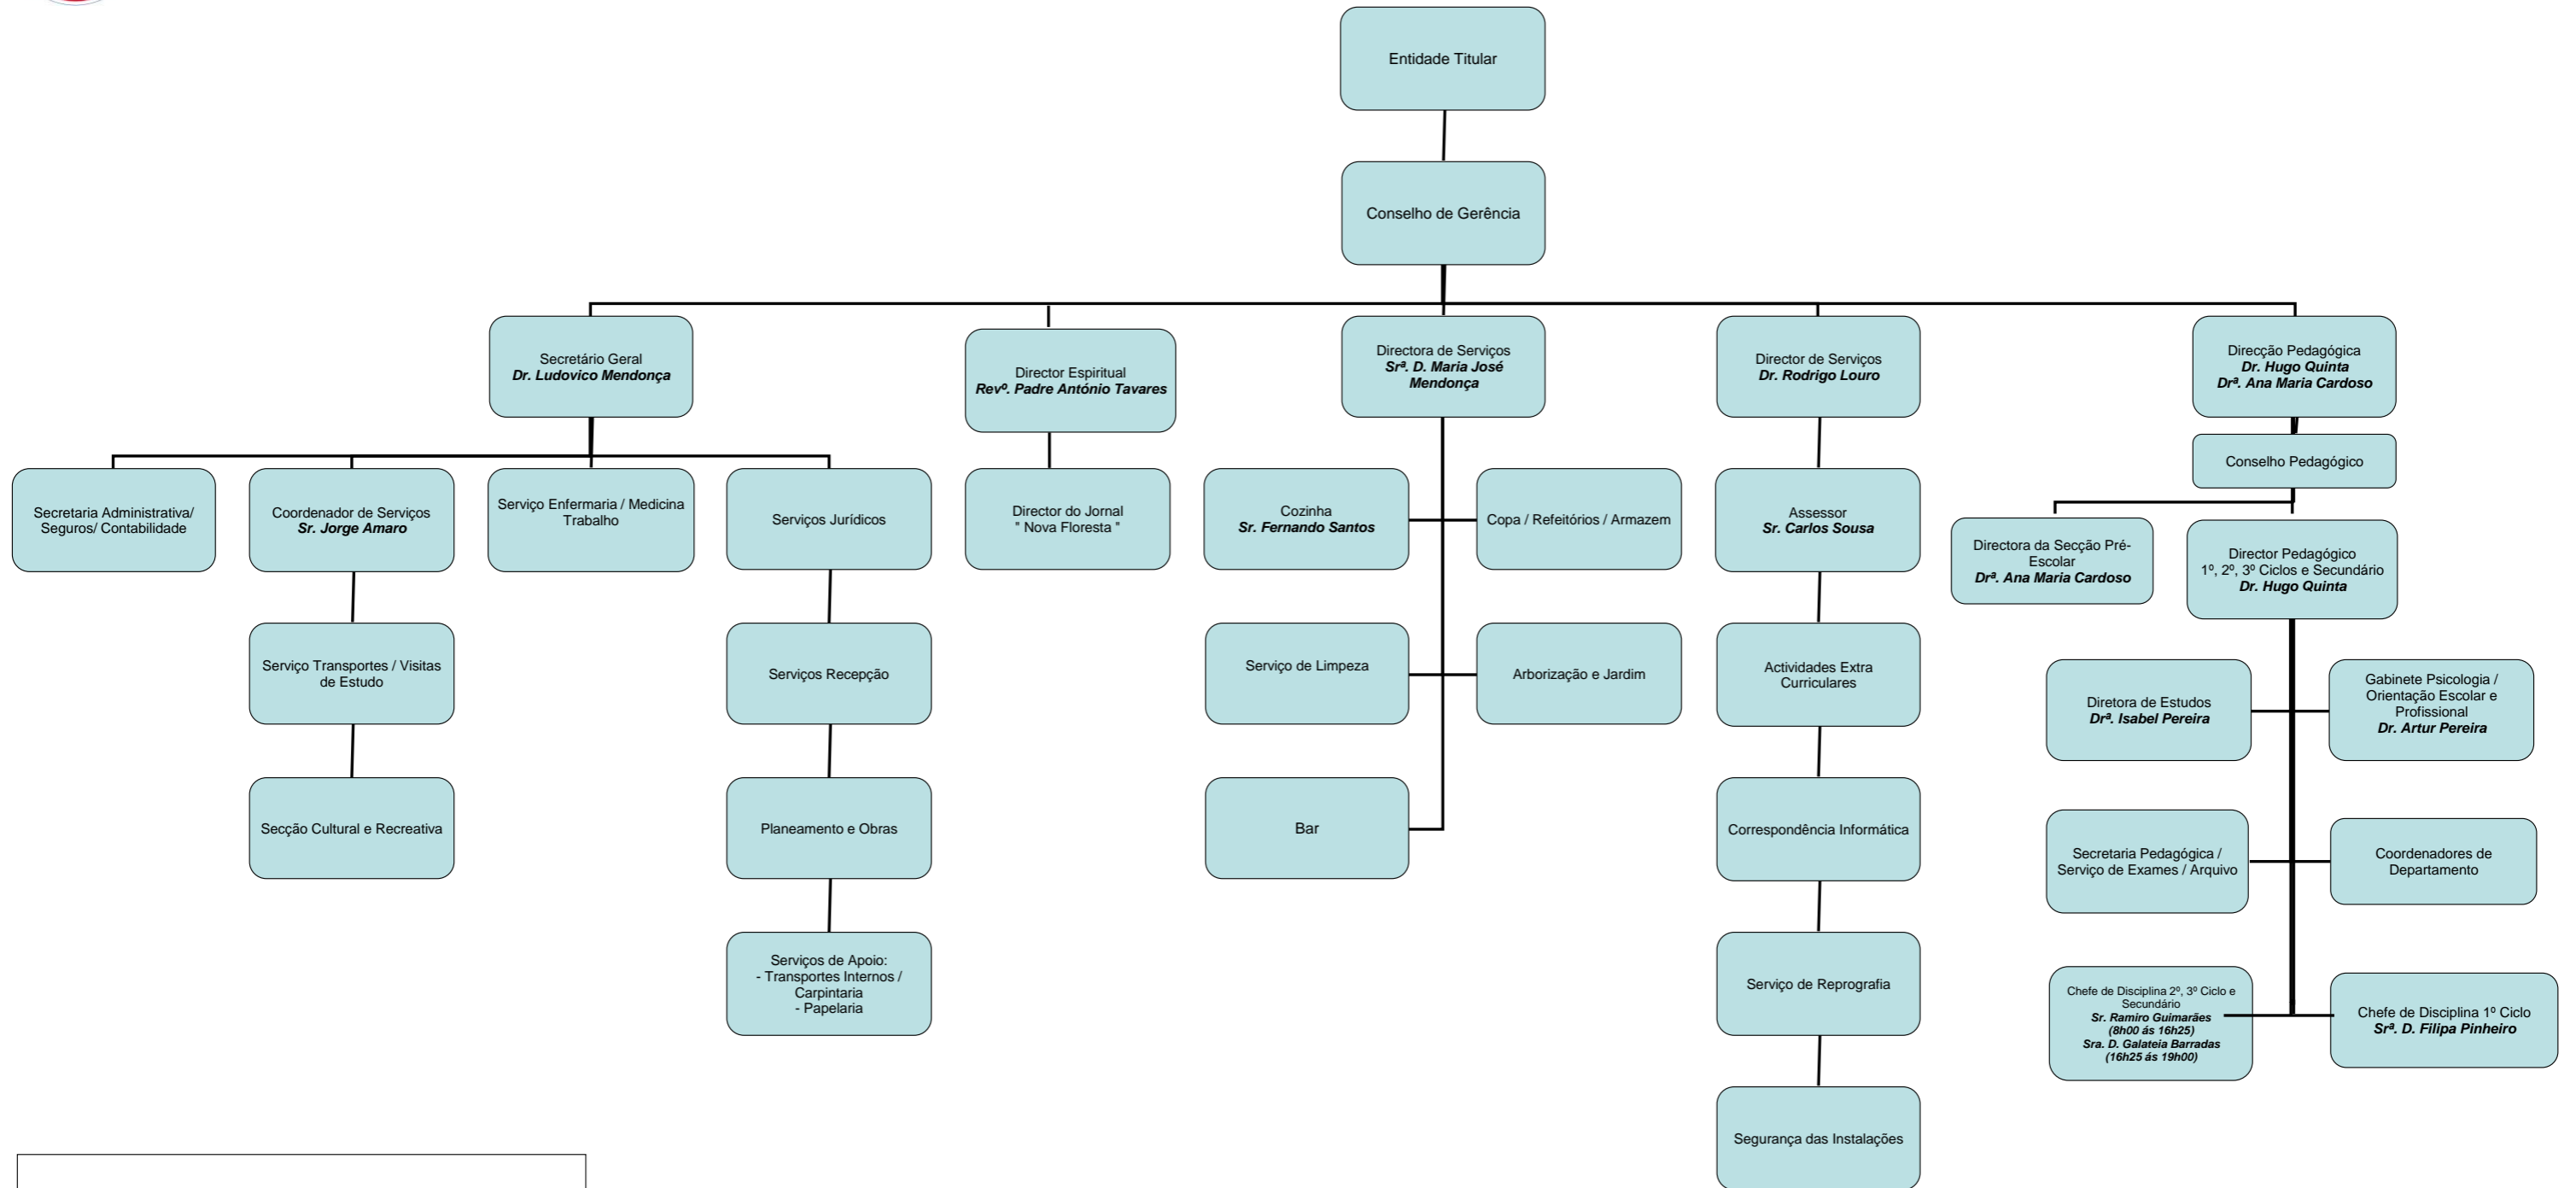 Entidade Titular
Conselho de Gerência
Secretário Geral
Dr. Ludovico Mendonça
Director Espiritual
Revº. Padre António Tavares
Directora de Serviços
Srª. D. Maria José
Mendonça
Director de Serviços
Dr. Rodrigo Louro
Direcção Pedagógica
Dr. Hugo Quinta
Drª. Ana Maria Cardoso
Conselho Pedagógico
Secretaria Administrativa/
Seguros/ Contabilidade
Coordenador de Serviços
Sr. Jorge Amaro
Serviço Enfermaria / Medicina
Trabalho
Serviços Jurídicos
Director do Jornal
" Nova Floresta "
Cozinha
Sr. Fernando Santos
Copa / Refeitórios / Armazem
Assessor
Sr. Carlos Sousa
Directora da Secção Pré-
Escolar
Drª. Ana Maria Cardoso
Director Pedagógico
1º, 2º, 3º Ciclos e Secundário
Dr. Hugo Quinta
Serviço Transportes / Visitas
de Estudo
Serviços Recepção
Serviço de Limpeza
Arborização e Jardim
Actividades Extra
Curriculares
Diretora de Estudos
Drª. Isabel Pereira
Gabinete Psicologia /
Orientação Escolar e
Profissional
Dr. Artur Pereira
Secção Cultural e Recreativa
Planeamento e Obras
Bar
Correspondência Informática
Secretaria Pedagógica /
Serviço de Exames / Arquivo
Coordenadores de
Departamento
Serviços de Apoio:
- Transportes Internos /
Carpintaria
- Papelaria
Serviço de Reprografia
Chefe de Disciplina 2º, 3º Ciclo e
Secundário
Sr. Ramiro Guimarães
(8h00 ás 16h25)
Sra. D. Galateia Barradas
(16h25 ás 19h00)
Chefe de Disciplina 1º Ciclo
Srª. D. Filipa Pinheiro
Segurança das Instalações